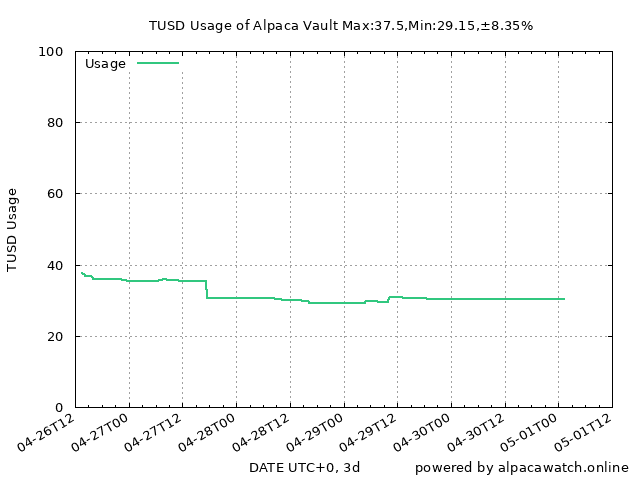 TUSD Usage of Alpaca Vault Max:37.5,Min:29.15,±8.35%
100
Usage
80
60
TUSD Usage
40
20
0
04-26T12
04-27T00
04-27T12
04-28T00
04-28T12
04-29T00
04-29T12
04-30T00
04-30T12
05-01T00
05-01T12
DATE UTC+0, 3d
powered by alpacawatch.online